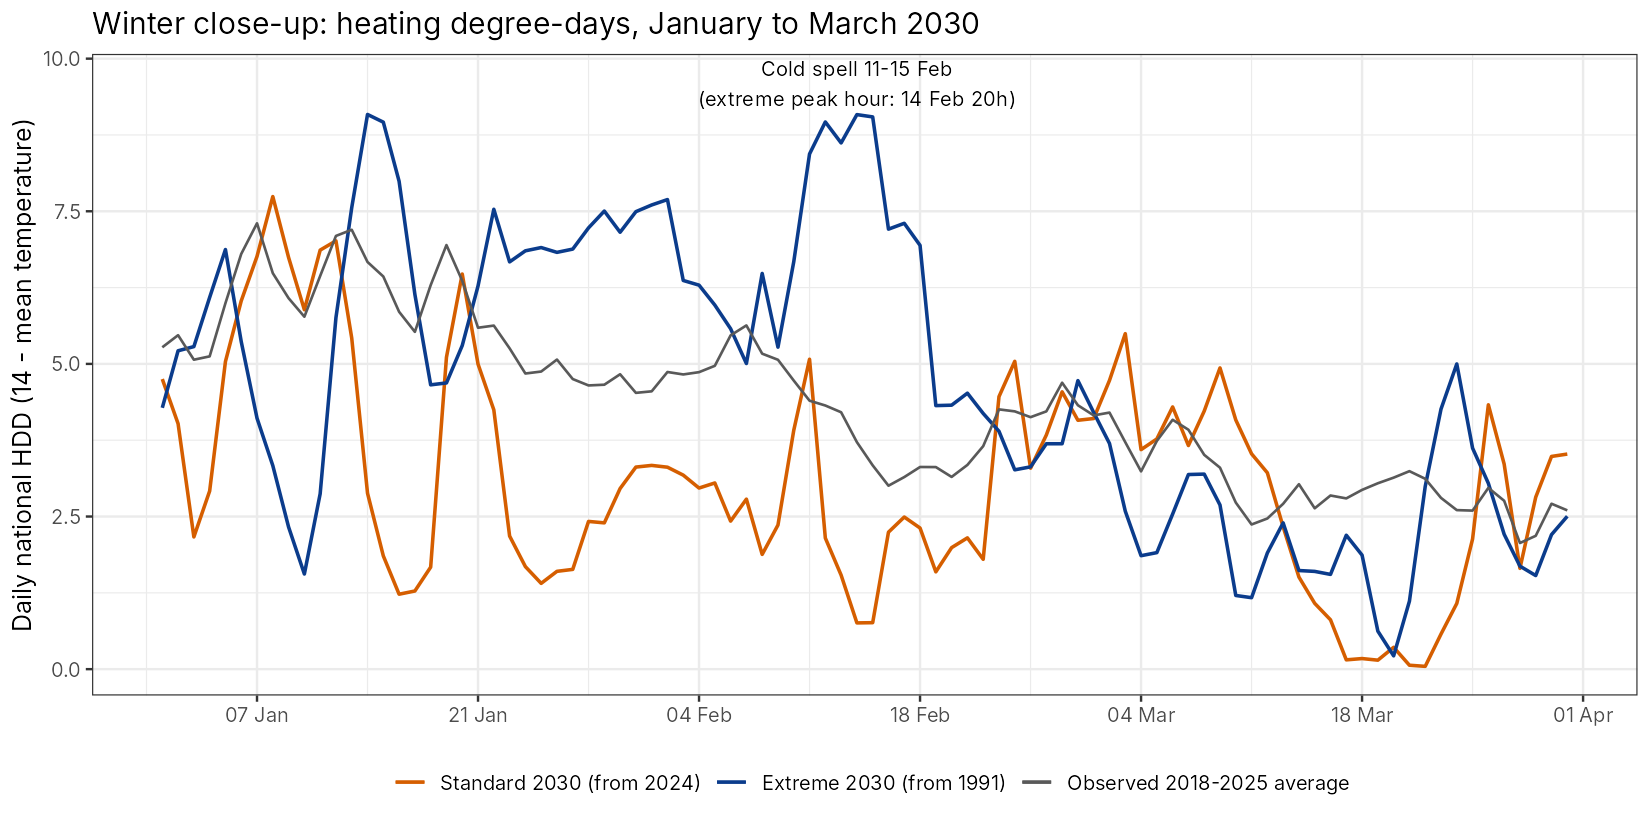 Winter close-up: heating degree-days, January to March 2030
Cold spell 11-15 Feb
(extreme peak hour: 14 Feb 20h)
Daily national HDD (14 - mean temperature)
10.0
7.5
5.0
2.5
0.0
07 Jan
21 Jan
04 Feb
18 Feb
04 Mar
18 Mar
01 Apr
Standard 2030 (from 2024)
Extreme 2030 (from 1991)
Observed 2018-2025 average